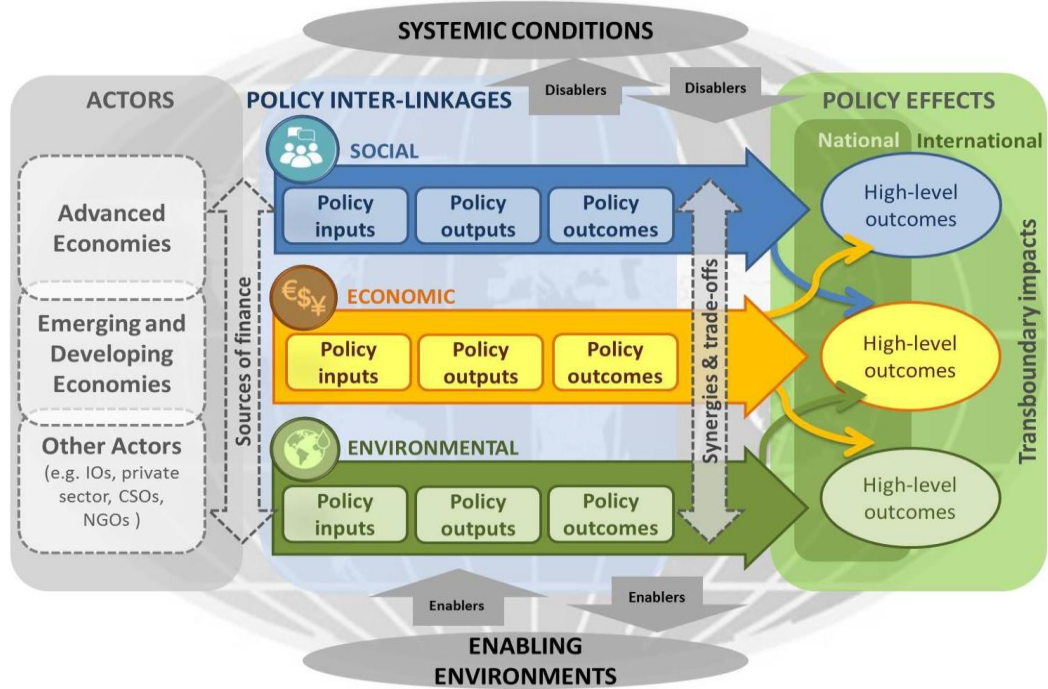 SYSTEMIC CONDITIONS
Disablers
Disablers
ACTORS
POLICY INTER-LINKAGES
POLICY EFFECTS
National
International
Advanced
Economies
Emerging and
Developing
Economies
Other Actors
(e.g. IOs, private
sector, CSOs,
NGOs )
Sources of finance
SOCIAL
Policy
inputs
Policy
outputs
Policy
outcomes
€$¥
ECONOMIC
Policy
inputs
Policy
outputs
Policy
outcomes
ENVIRONMENTAL
Policy
inputs
Policy
outputs
Policy
outcomes
Synergies & trade-offs
High-level
outcomes
High-level
outcomes
High-level
outcomes
Transboundary impacts
Enablers
Enablers
ENABLING
ENVIRONMENTS